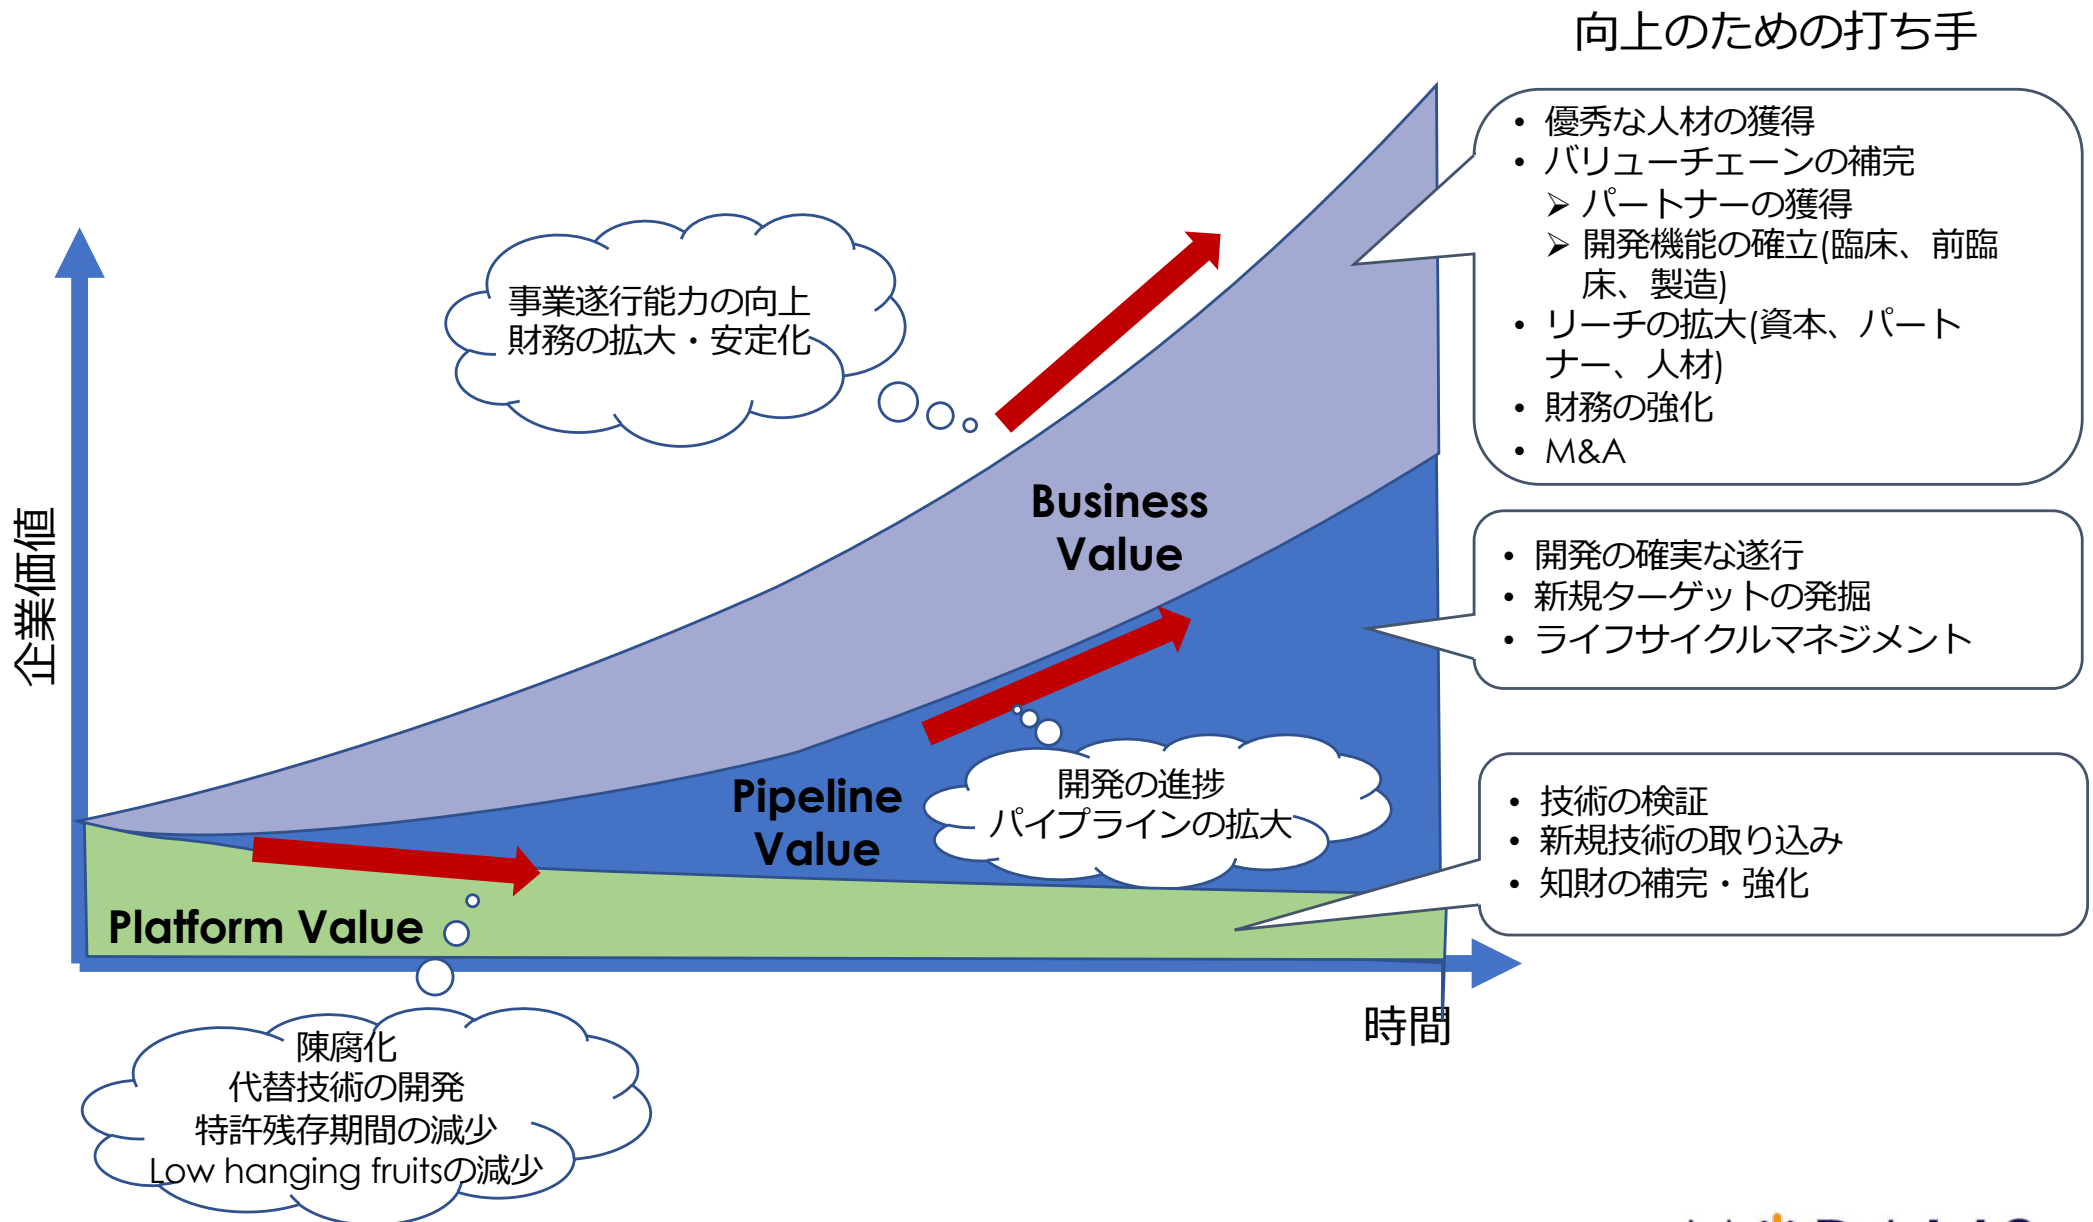 向上のための打ち手
• 優秀な人材の獲得
• バリューチェーンの補完
➢ パートナーの獲得
➢ 開発機能の確立(臨床、前臨
床、製造)
• リーチの拡大(資本、パート
ナー、人材)
• 財務の強化
• M&A
事業遂行能力の向上
財務の拡大・安定化
Business
Value
企業価値
• 開発の確実な遂行
• 新規ターゲットの発掘
• ライフサイクルマネジメント
Pipeline
Value
開発の進捗
パイプラインの拡大
• 技術の検証
• 新規技術の取り込み
• 知財の補完・強化
Platform Value
時間
陳腐化
代替技術の開発
特許残存期間の減少
Low hanging fruitsの減少